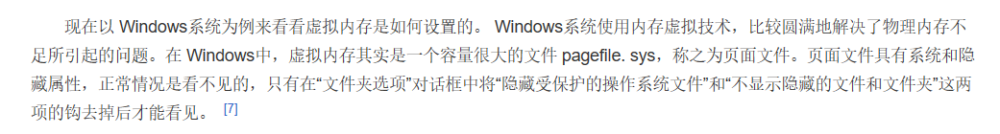 现在以 Windows系统为例来看看虚拟内存是如何设置的。 Windows系统使用内存虚拟技术，比较圆满地解决了物理内存不
足所引起的问题。在 Windows中，虚拟内存其实是一个容量很大的文件 pagefile. sys，称之为页面文件。页面文件具有系统和隐
藏属性，正常情况是看不见的，只有在“文件夹选项”对话框中将“隐藏受保护的操作系统文件”和“不显示隐藏的文件和文件夹”这两
项的钩去掉后才能看见。 [7]